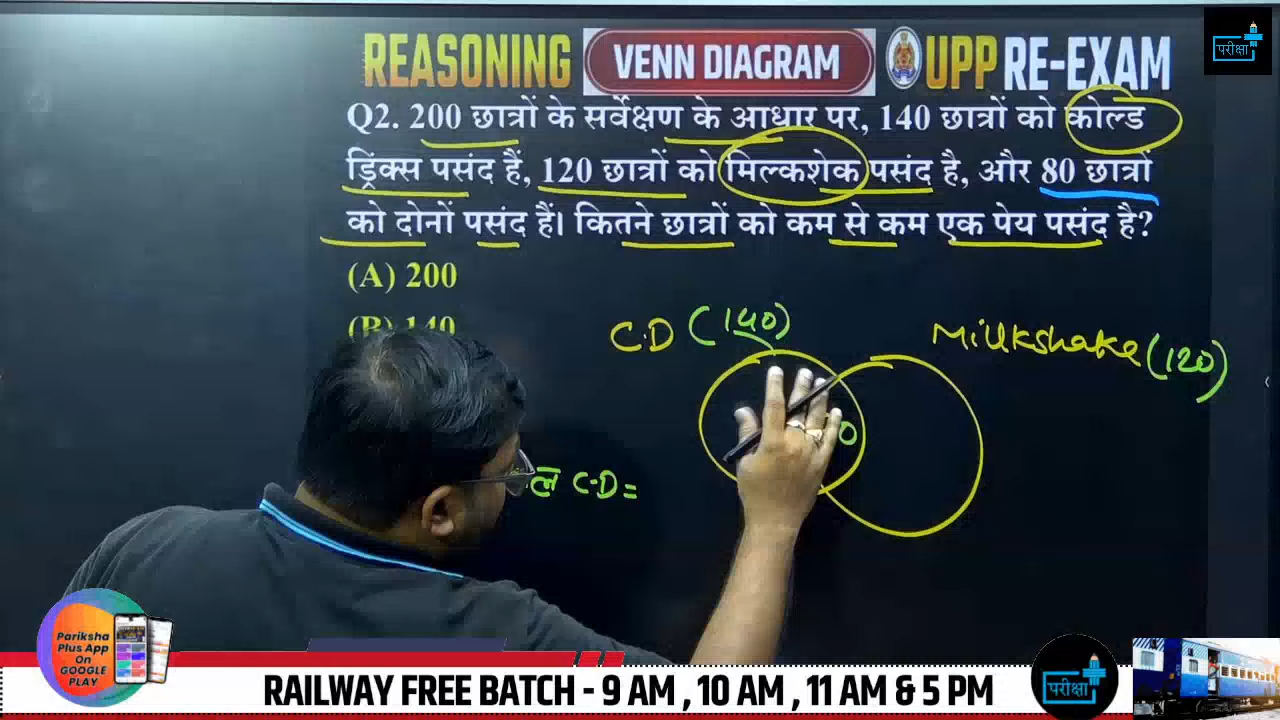 REASONING VENN DIAGRAM UPP RE-EXAM
परीक्षा
Q2. 200 छात्रों के सर्वेक्षण के आधार पर, 140 छात्रों को कोल्ड
ड्रिंक्स पसंद हैं, 120 छात्रों को मिल्कशेक पसंद है, और 80 छात्रों
को दोनों पसंद हैं। कितने छात्रों को कम से कम एक पेय पसंद है?
(A) 200
(B) 140
C.D (140)
Milkshake (120)
C.D =
Pariksha
Plus App
On
GOOGLE
PLAY
RAILWAY FREE BATCH - 9 AM , 10 AM , 11 AM & 5 PM
परीक्षा